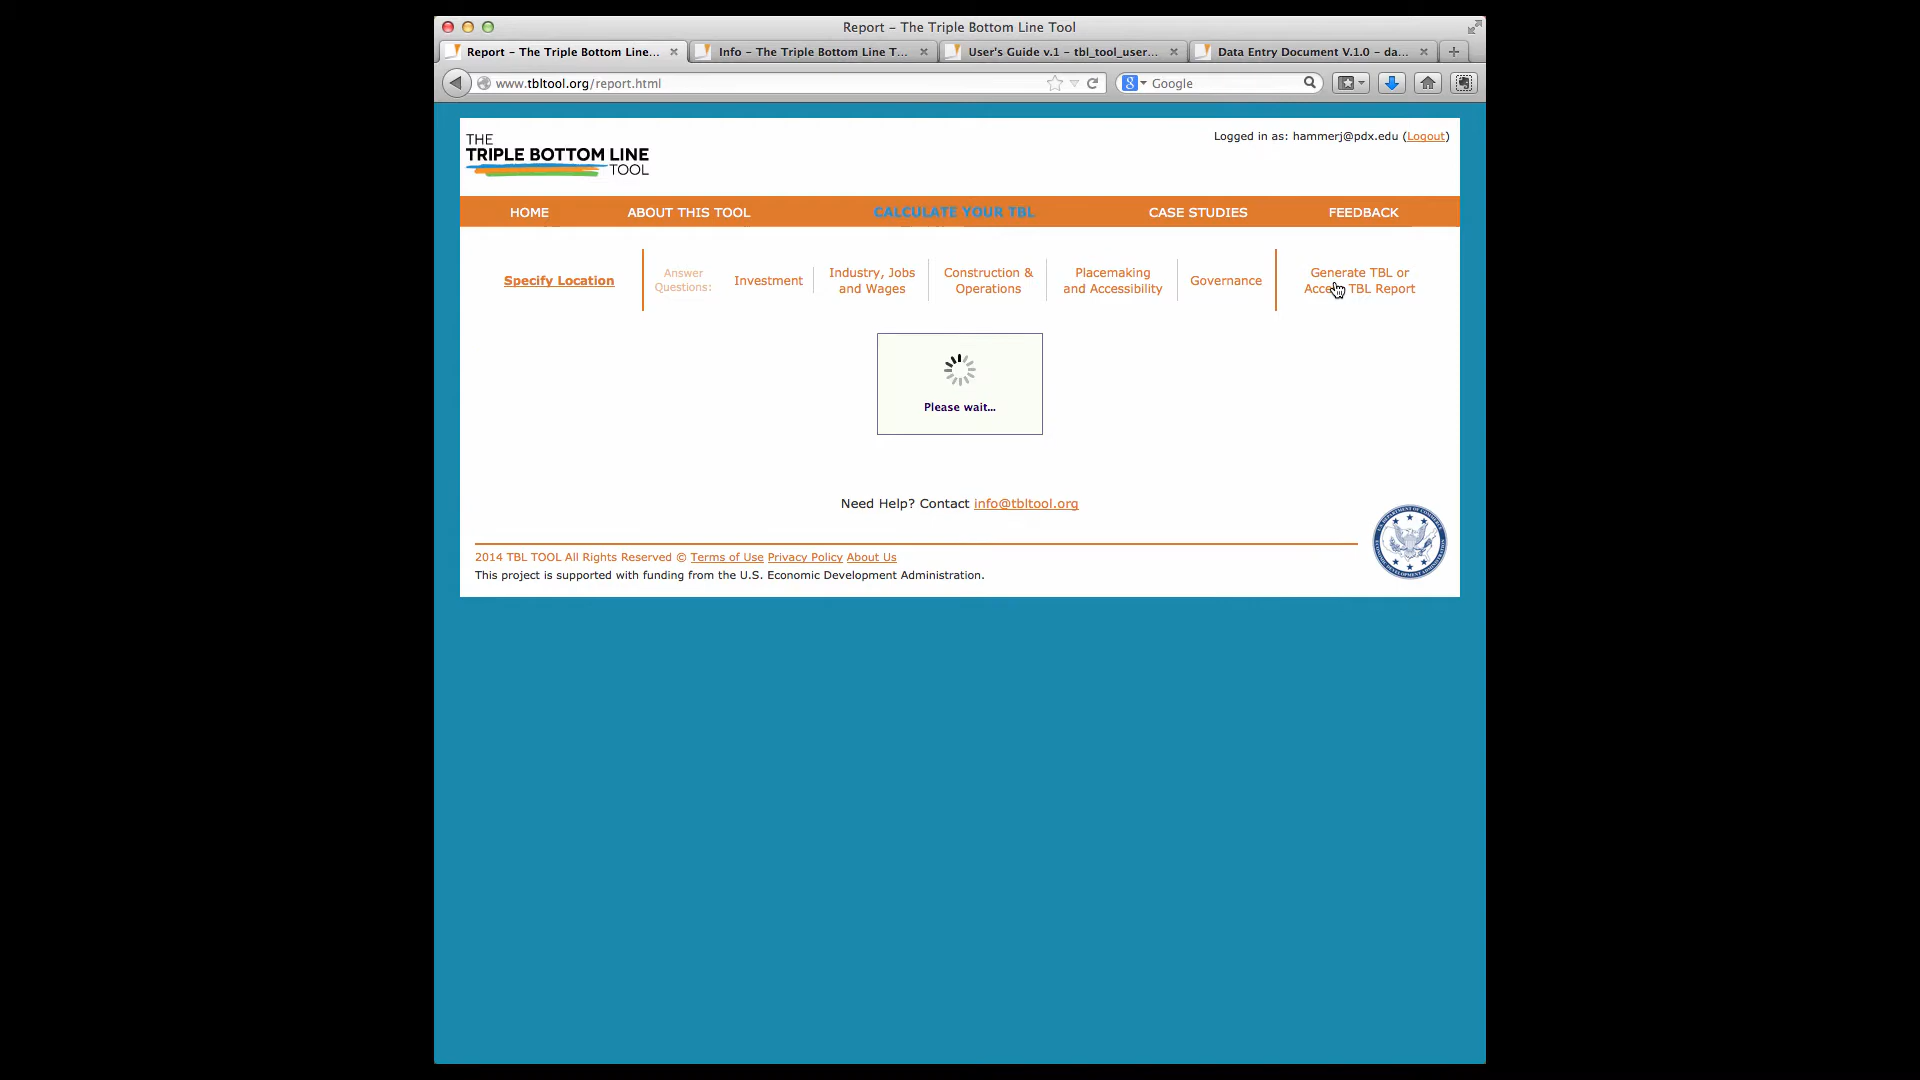 Report – The Triple Bottom Line Tool
Report – The Triple Bottom Line...
Info – The Triple Bottom Line T...
User's Guide v.1 – tbl_tool_user...
Data Entry Document V.1.0 – da...
www.tbltool.org/report.html
Google
THE
TRIPLE BOTTOM LINE
TOOL
Logged in as: hammerj@pdx.edu (Logout)
HOME
ABOUT THIS TOOL
CALCULATE YOUR TBL
CASE STUDIES
FEEDBACK
Specify Location
Answer
Questions:
Investment
Industry, Jobs
and Wages
Construction &
Operations
Placemaking
and Accessibility
Governance
Generate TBL or
Access TBL Report
Please wait...
Need Help? Contact info@tbltool.org
2014 TBL TOOL All Rights Reserved © Terms of Use Privacy Policy About Us
This project is supported with funding from the U.S. Economic Development Administration.